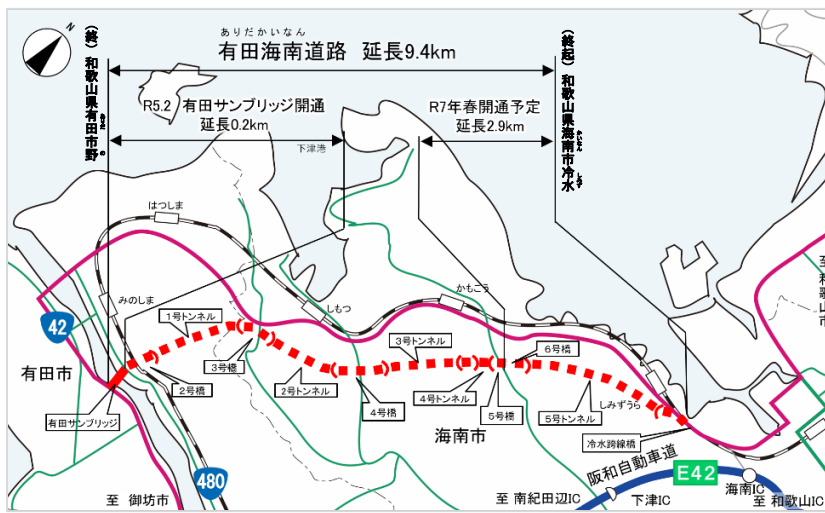 N
ありだかいなん
有田海南道路 延長9.4km
(終)和歌山県有田市野
の
(終起)和歌山県海南市冷水
しみず
R5.2 有田サンブリッジ開通
延長0.2km
R7年春開通予定
延長2.9km
下津港
はつしま
みのしま
しもつ
かもごう
しみずうら
1号トンネル
3号橋
2号橋
2号トンネル
4号橋
3号トンネル
4号トンネル
5号橋
6号橋
5号トンネル
冷水跨線橋
有田サンブリッジ
42
有田市
海南市
480
至 御坊市
至 南紀田辺IC
阪和自動車道
E42
下津IC
海南IC
至 和歌山IC
至 和歌山市